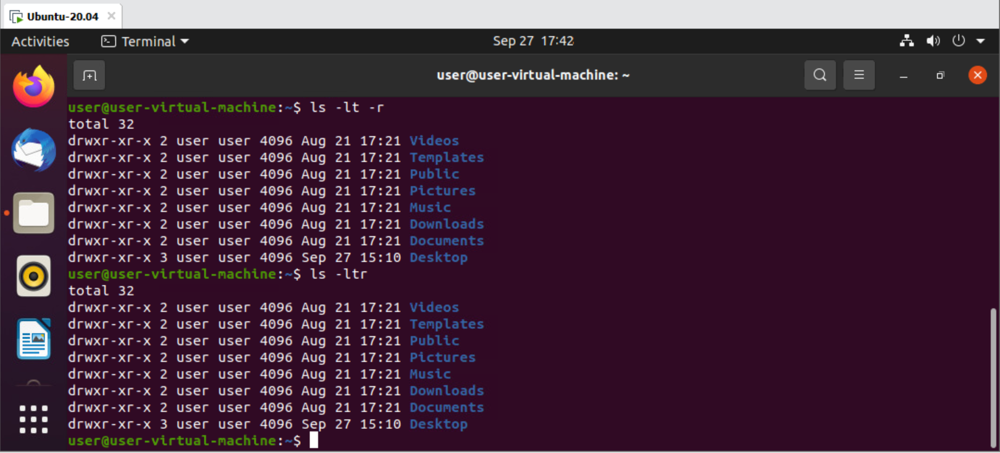 Ubuntu-20.04
Activities Terminal Sep 27 17:42
user@user-virtual-machine: ~
user@user-virtual-machine:~$ ls -lt -r
total 32
drwxr-xr-x 2 user user 4096 Aug 21 17:21 Videos
drwxr-xr-x 2 user user 4096 Aug 21 17:21 Templates
drwxr-xr-x 2 user user 4096 Aug 21 17:21 Public
drwxr-xr-x 2 user user 4096 Aug 21 17:21 Pictures
drwxr-xr-x 2 user user 4096 Aug 21 17:21 Music
drwxr-xr-x 2 user user 4096 Aug 21 17:21 Downloads
drwxr-xr-x 2 user user 4096 Aug 21 17:21 Documents
drwxr-xr-x 3 user user 4096 Sep 27 15:10 Desktop
user@user-virtual-machine:~$ ls -ltr
total 32
drwxr-xr-x 2 user user 4096 Aug 21 17:21 Videos
drwxr-xr-x 2 user user 4096 Aug 21 17:21 Templates
drwxr-xr-x 2 user user 4096 Aug 21 17:21 Public
drwxr-xr-x 2 user user 4096 Aug 21 17:21 Pictures
drwxr-xr-x 2 user user 4096 Aug 21 17:21 Music
drwxr-xr-x 2 user user 4096 Aug 21 17:21 Downloads
drwxr-xr-x 2 user user 4096 Aug 21 17:21 Documents
drwxr-xr-x 3 user user 4096 Sep 27 15:10 Desktop
user@user-virtual-machine:~$